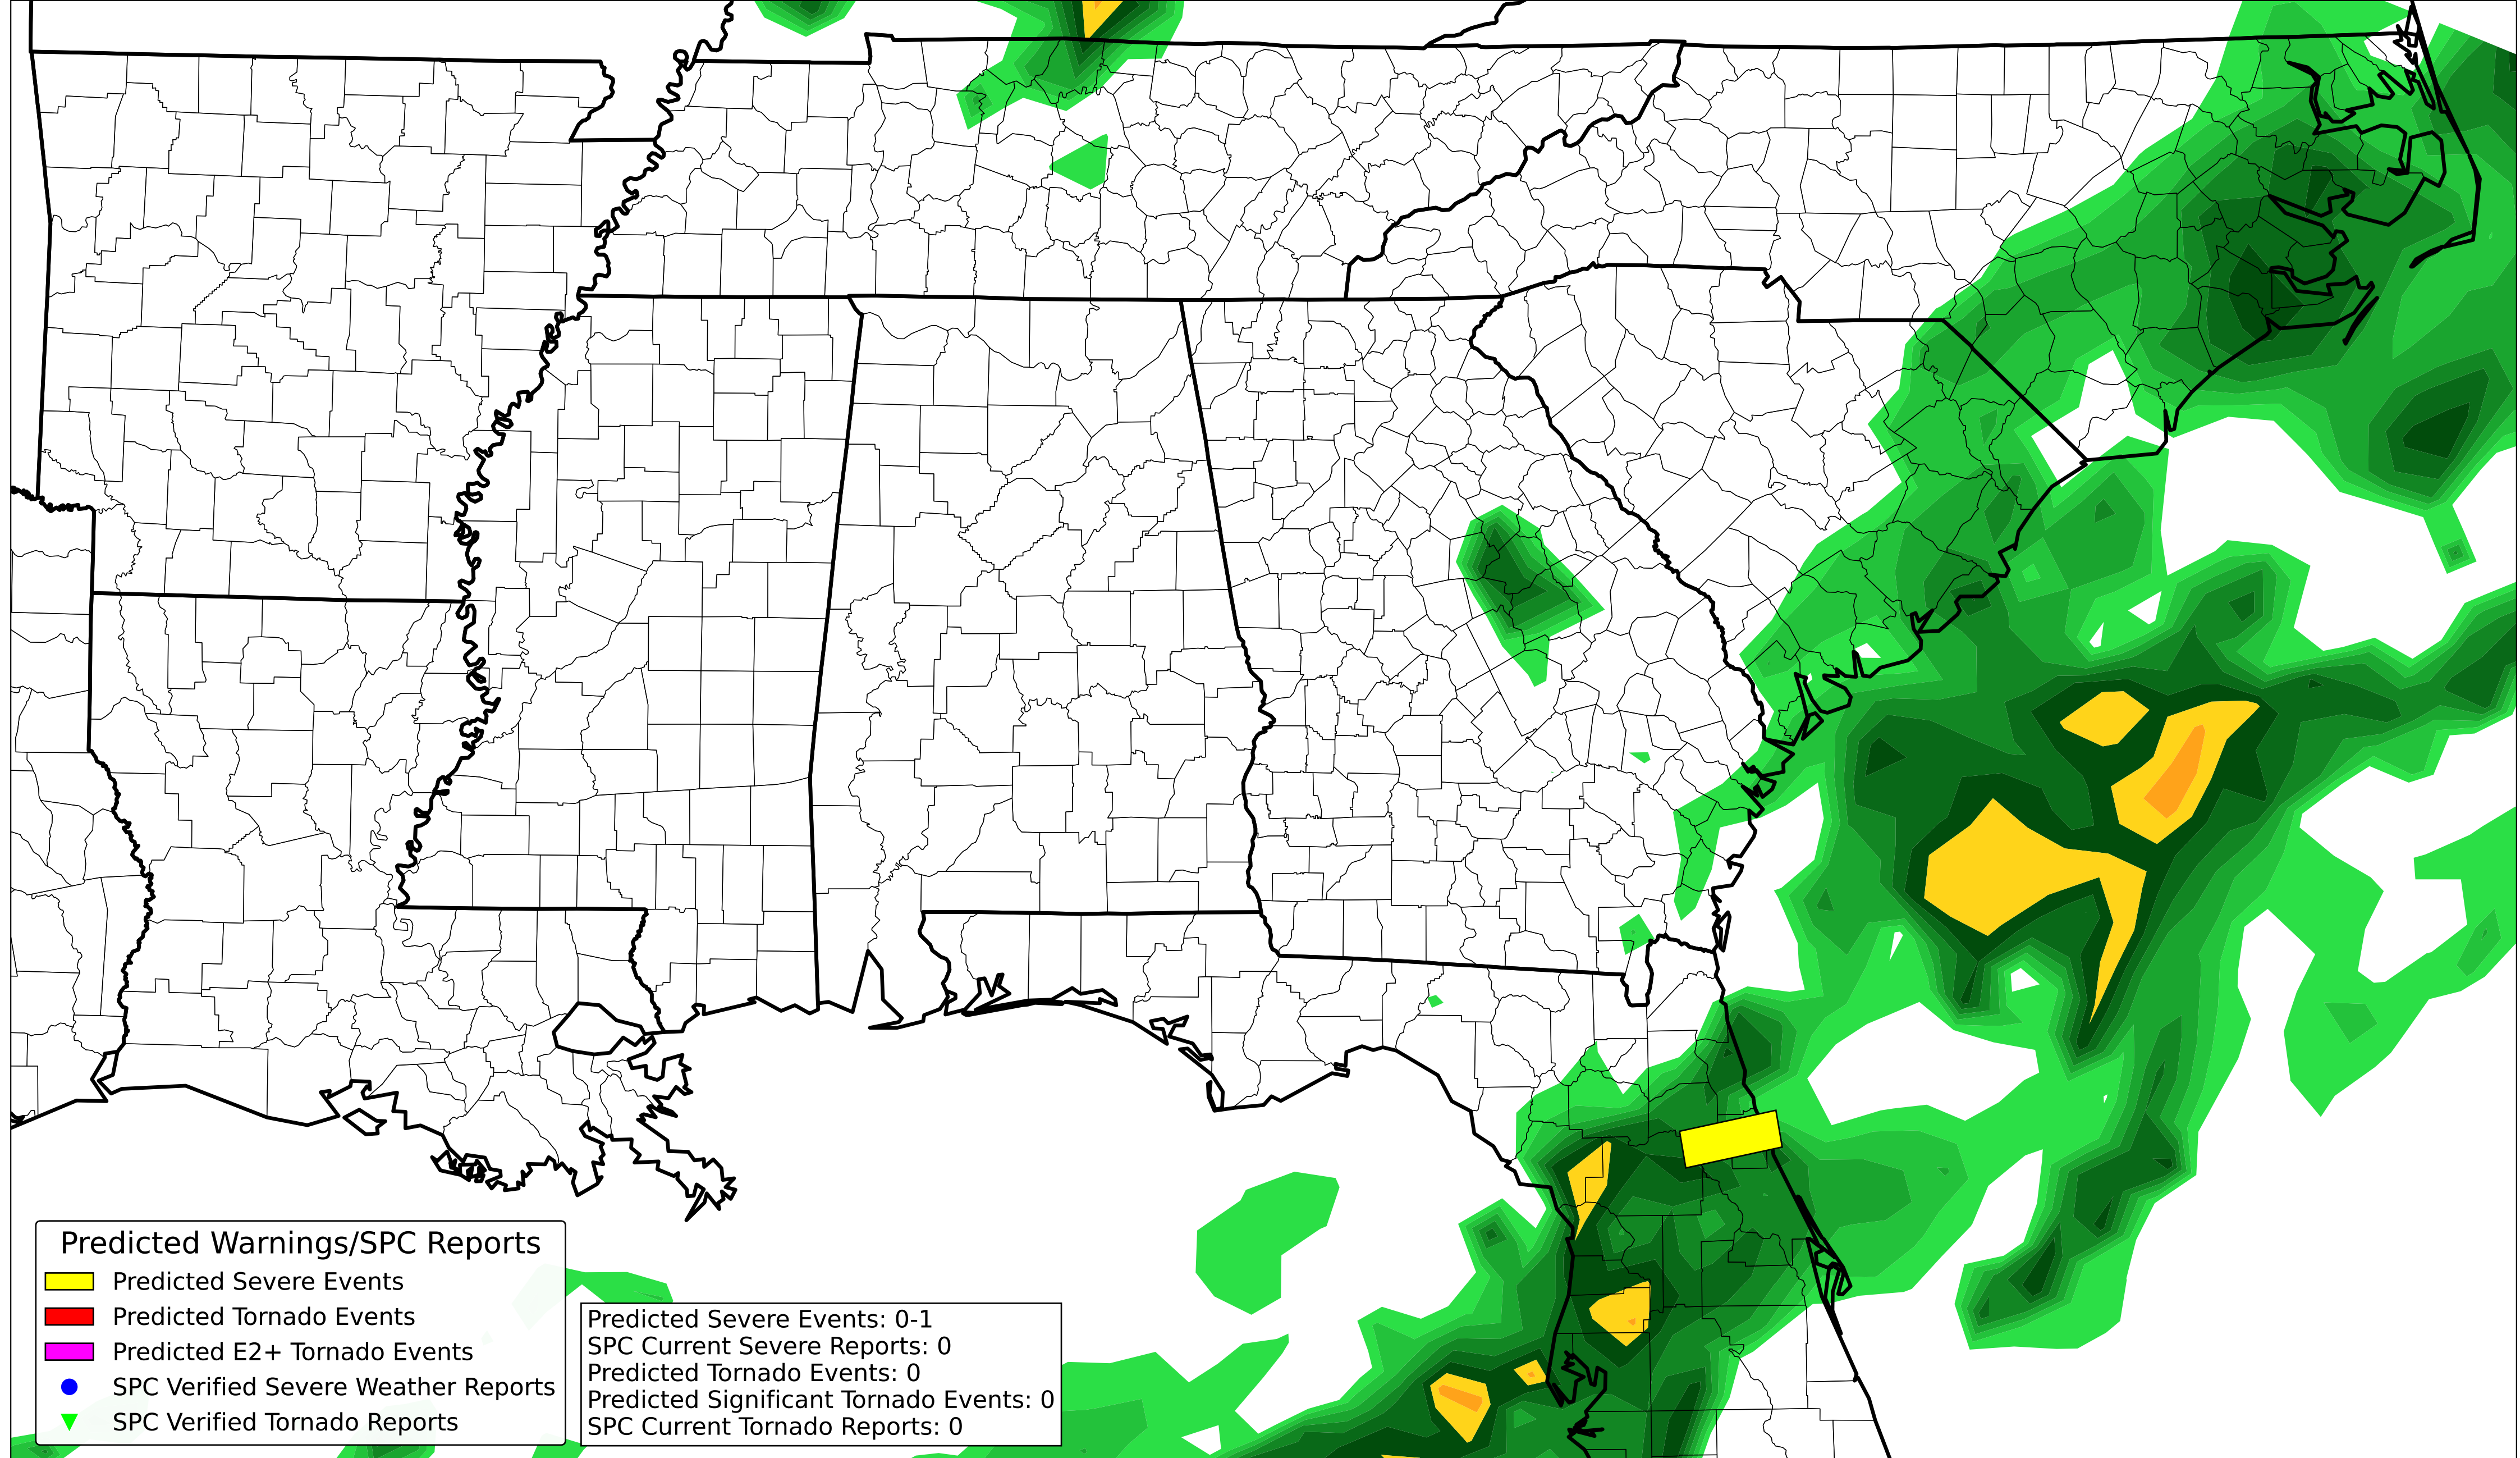 Predicted Warnings/SPC Reports
Predicted Severe Events
Predicted Tornado Events
Predicted E2+ Tornado Events
SPC Verified Severe Weather Reports
SPC Verified Tornado Reports
Predicted Severe Events: 0-1
SPC Current Severe Reports: 0
Predicted Tornado Events: 0
Predicted Significant Tornado Events: 0
SPC Current Tornado Reports: 0